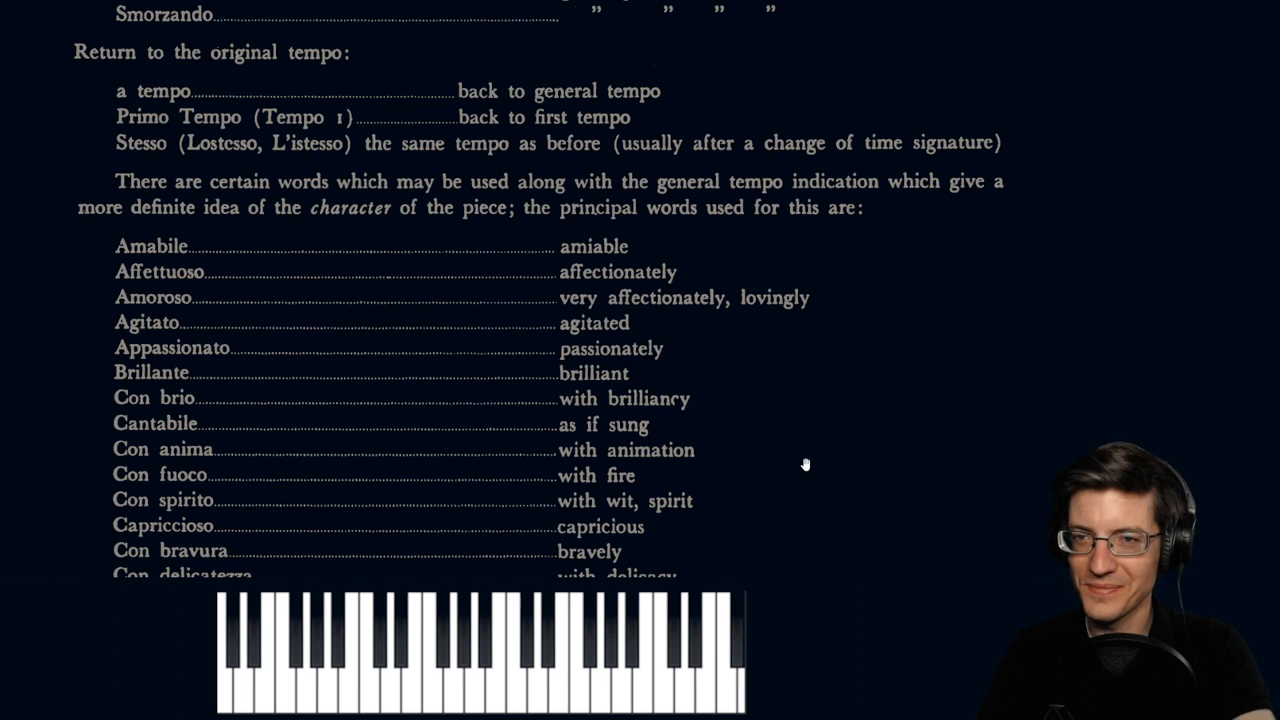 Smorzando.......... ” ” ” ”
Return to the original tempo:
a tempo..........back to general tempo
Primo Tempo (Tempo 1)..........back to first tempo
Stesso (Lostesso, L'istesso) the same tempo as before (usually after a change of time signature)
There are certain words which may be used along with the general tempo indication which give a
more definite idea of the character of the piece; the principal words used for this are:
Amabile..........amiable
Affettuoso..........affectionately
Amoroso..........very affectionately, lovingly
Agitato..........agitated
Appassionato..........passionately
Brillante..........brilliant
Con brio..........with brilliancy
Cantabile..........as if sung
Con anima..........with animation
Con fuoco..........with fire
Con spirito..........with wit, spirit
Capriccioso..........capricious
Con bravura..........bravely
Con delicatezza..........with delicacy